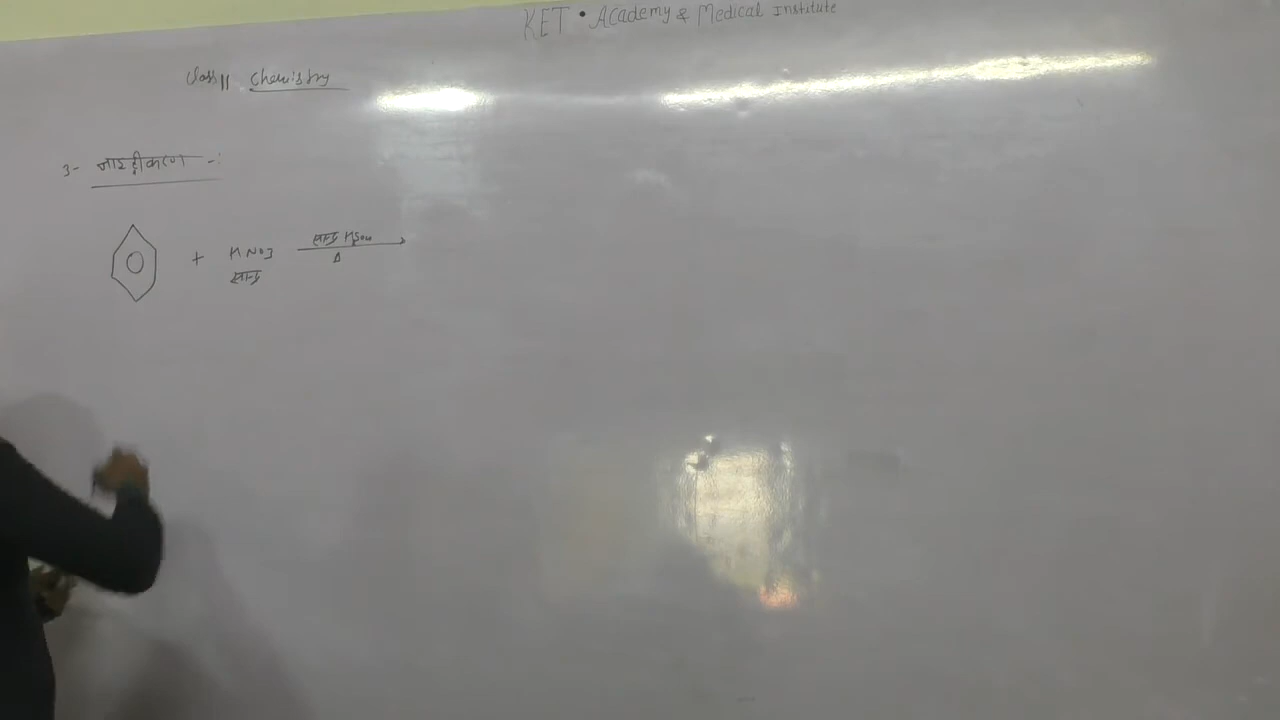 KET • Academy & Medical Institute
Class 11 Chemistry
3- नाइट्रीकरण -:
+ HNO3 सान्द्र H2SO4
सान्द्र Δ